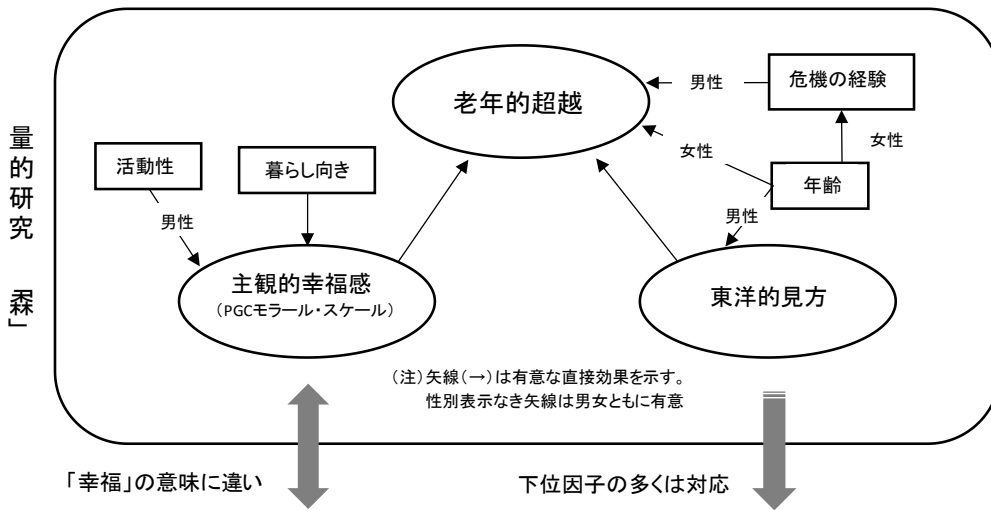 老年的超越
男性
危機の経験
女性
女性
年齢
男性
活動性
暮らし向き
男性
主観的幸福感
（PGCモラール・スケール）
東洋的見方
（注）矢線（→）は有意な直接効果を示す。
性別表示なき矢線は男女ともに有意
量的研究 「森」
「幸福」の意味に違い
下位因子の多くは対応